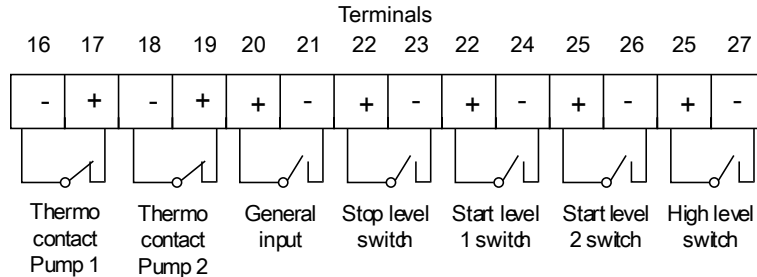 Terminals
16 17 18 19 20 21 22 23 22 24 25 26 25 27
- + - + + - + - + - + - + -
Thermo contact Pump 1
Thermo contact Pump 2
General input
Stop level switch
Start level 1 switch
Start level 2 switch
High level switch